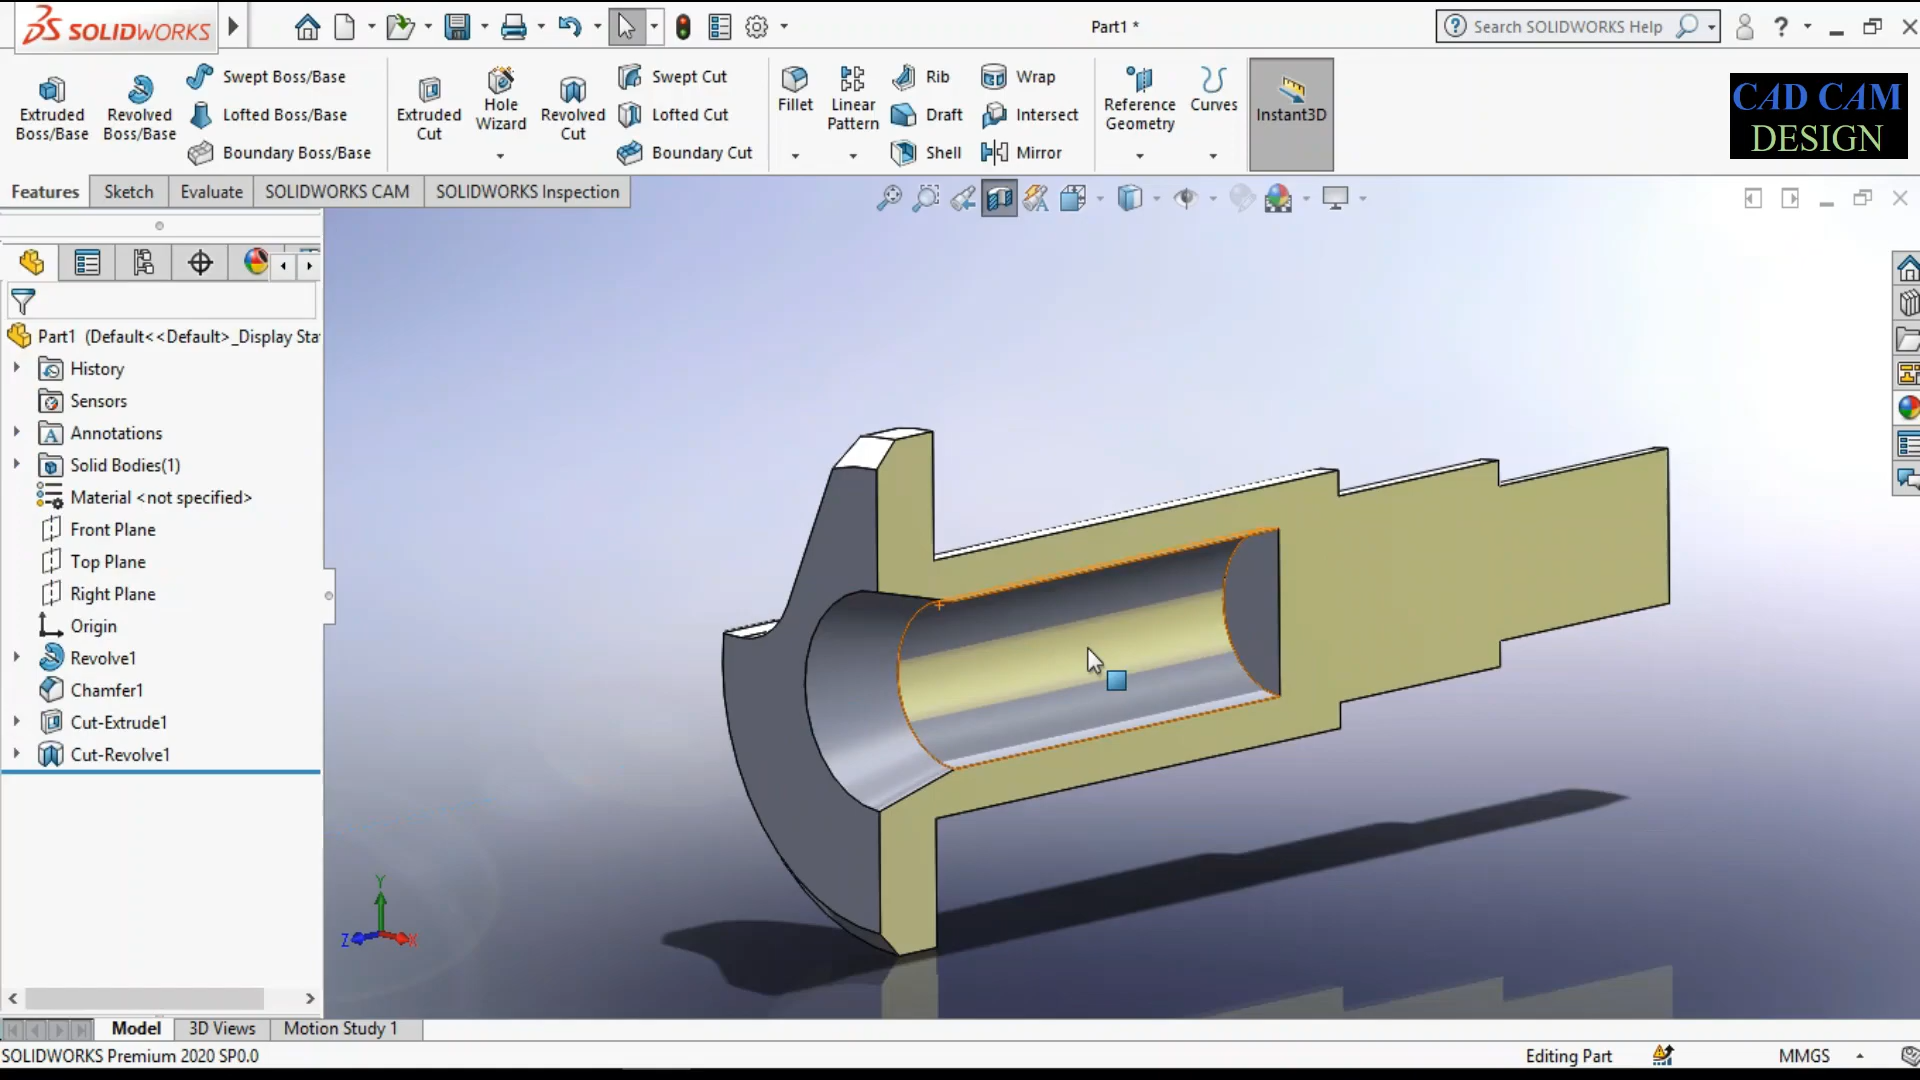 SOLIDWORKS
Part1 *
Search SOLIDWORKS Help
Extruded Boss/Base
Revolved Boss/Base
Swept Boss/Base
Lofted Boss/Base
Boundary Boss/Base
Extruded Cut
Hole Wizard
Revolved Cut
Swept Cut
Lofted Cut
Boundary Cut
Fillet
Linear Pattern
Rib
Draft
Shell
Wrap
Intersect
Mirror
Reference Geometry
Curves
Instant3D
CAD CAM
DESIGN
Features
Sketch
Evaluate
SOLIDWORKS CAM
SOLIDWORKS Inspection
Part1 (Default<<Default>_Display Sta
History
Sensors
Annotations
Solid Bodies(1)
Material <not specified>
Front Plane
Top Plane
Right Plane
Origin
Revolve1
Chamfer1
Cut-Extrude1
Cut-Revolve1
Y
Z
X
Model
3D Views
Motion Study 1
SOLIDWORKS Premium 2020 SP0.0
Editing Part
MMGS